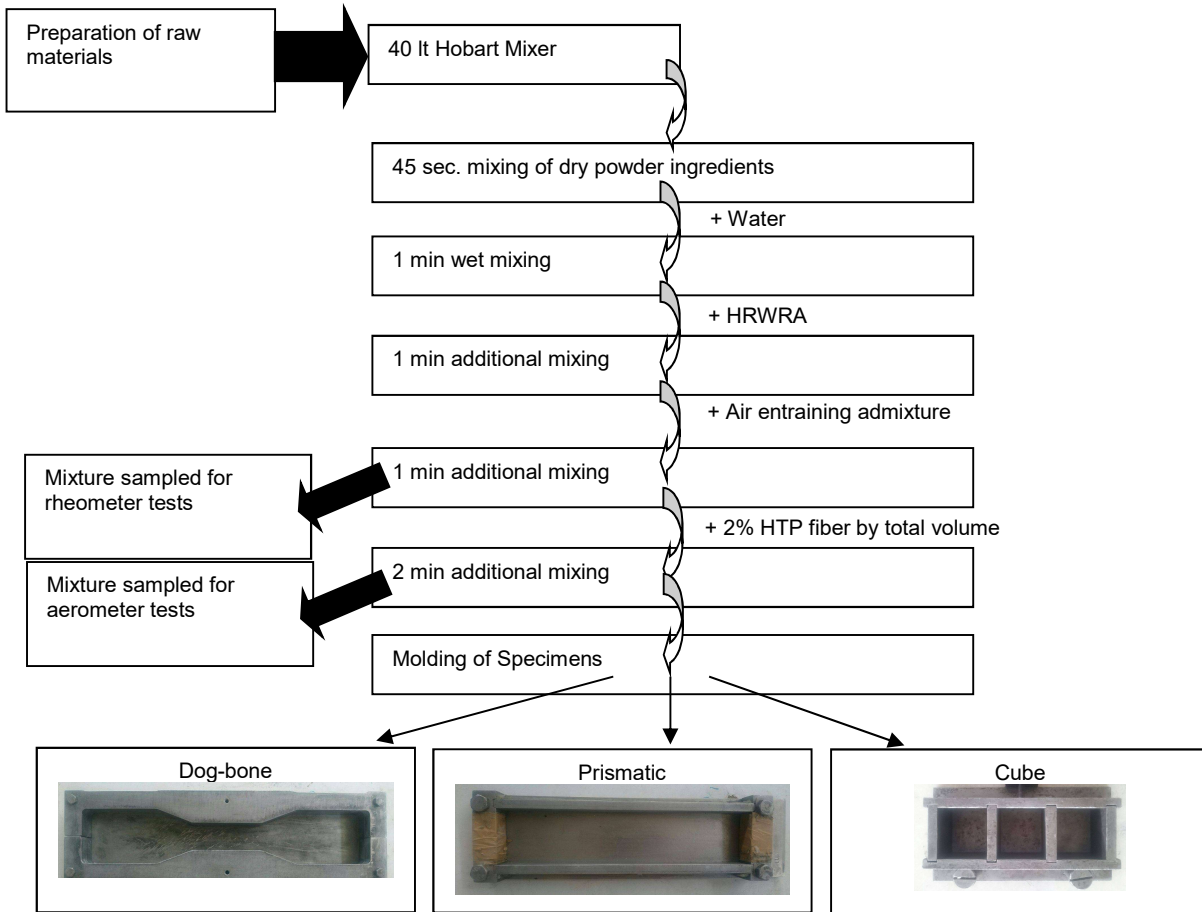 Preparation of raw
materials
40 lt Hobart Mixer
45 sec. mixing of dry powder ingredients
+ Water
1 min wet mixing
+ HRWRA
1 min additional mixing
+ Air entraining admixture
1 min additional mixing
Mixture sampled for
rheometer tests
+ 2% HTP fiber by total volume
2 min additional mixing
Mixture sampled for
aerometer tests
Molding of Specimens
Dog-bone
Prismatic
Cube